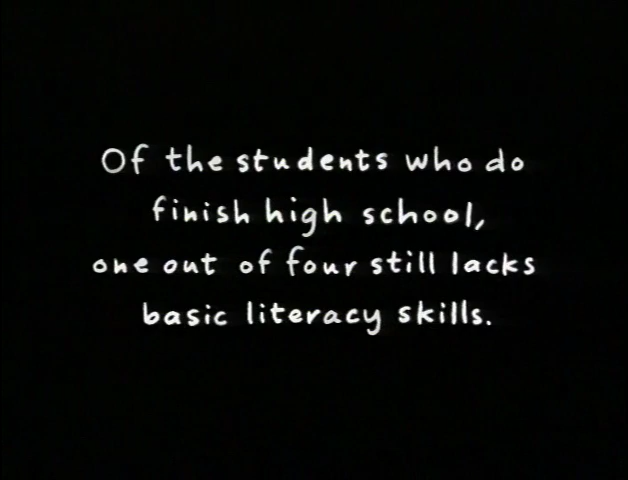 Of the students who do
finish high school,
one out of four still lacks
basic literacy skills.